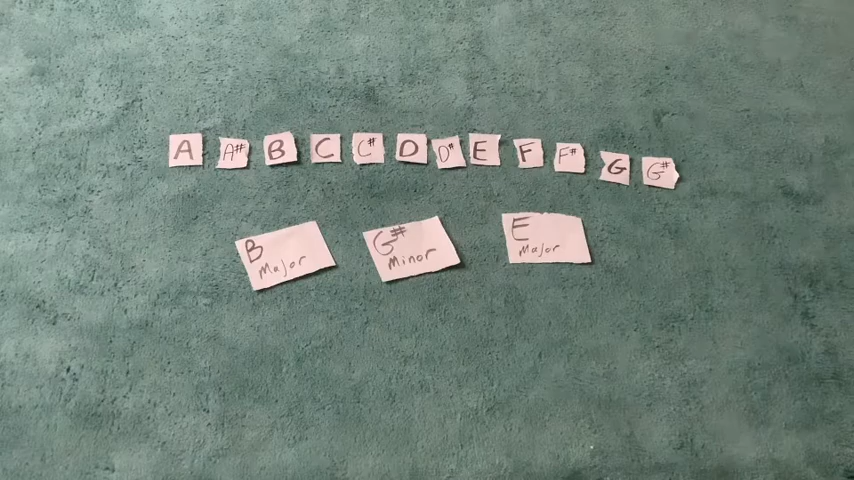 A A# B C C# D D# E F F# G G#
B
Major
G#
Minor
E
Major